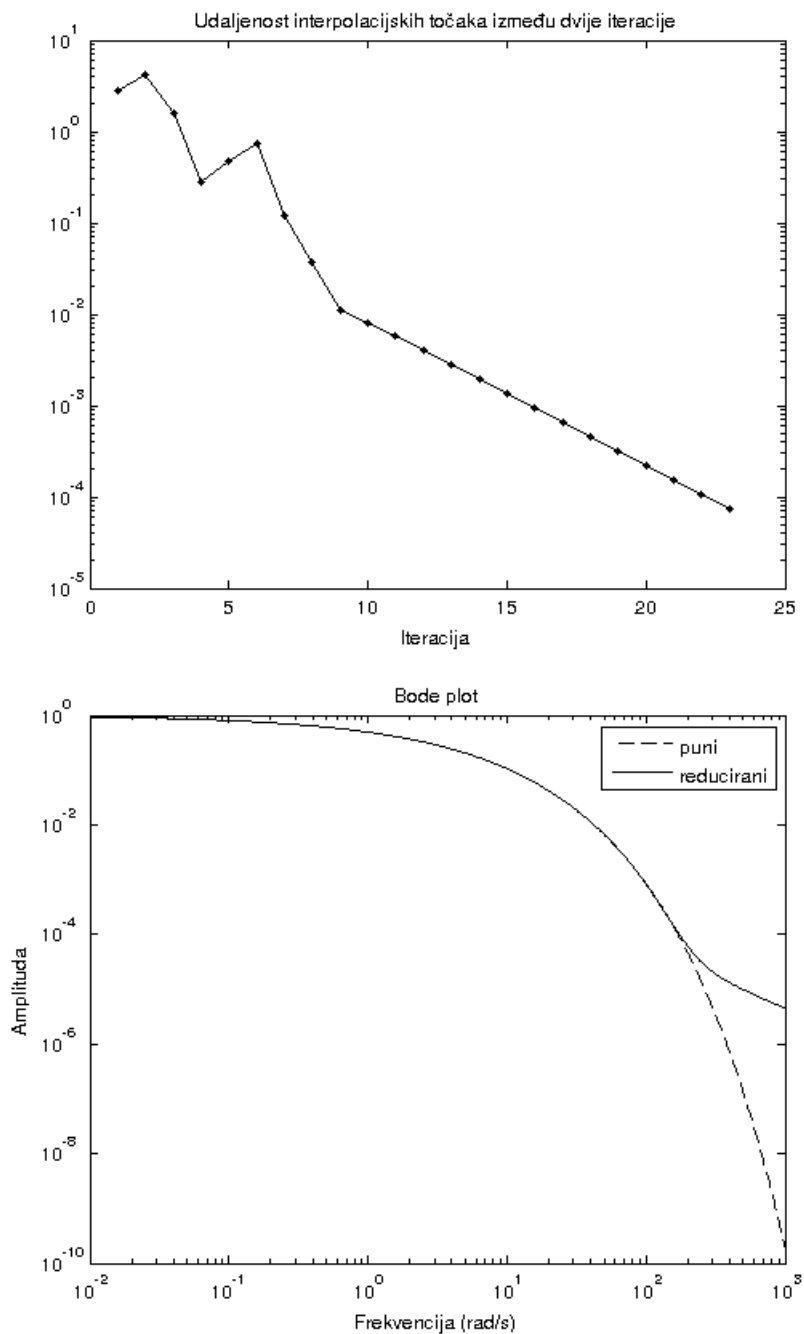 Udaljenost interpolacijskih točaka između dvije iteracije
10^1
10^0
10^-1
10^-2
10^-3
10^-4
10^-5
0 5 10 15 20 25
Iteracija
Bode plot
puni
reducirani
10^0
10^-2
10^-4
10^-6
10^-8
10^-10
Amplituda
10^-2 10^-1 10^0 10^1 10^2 10^3
Frekvencija (rad/s)